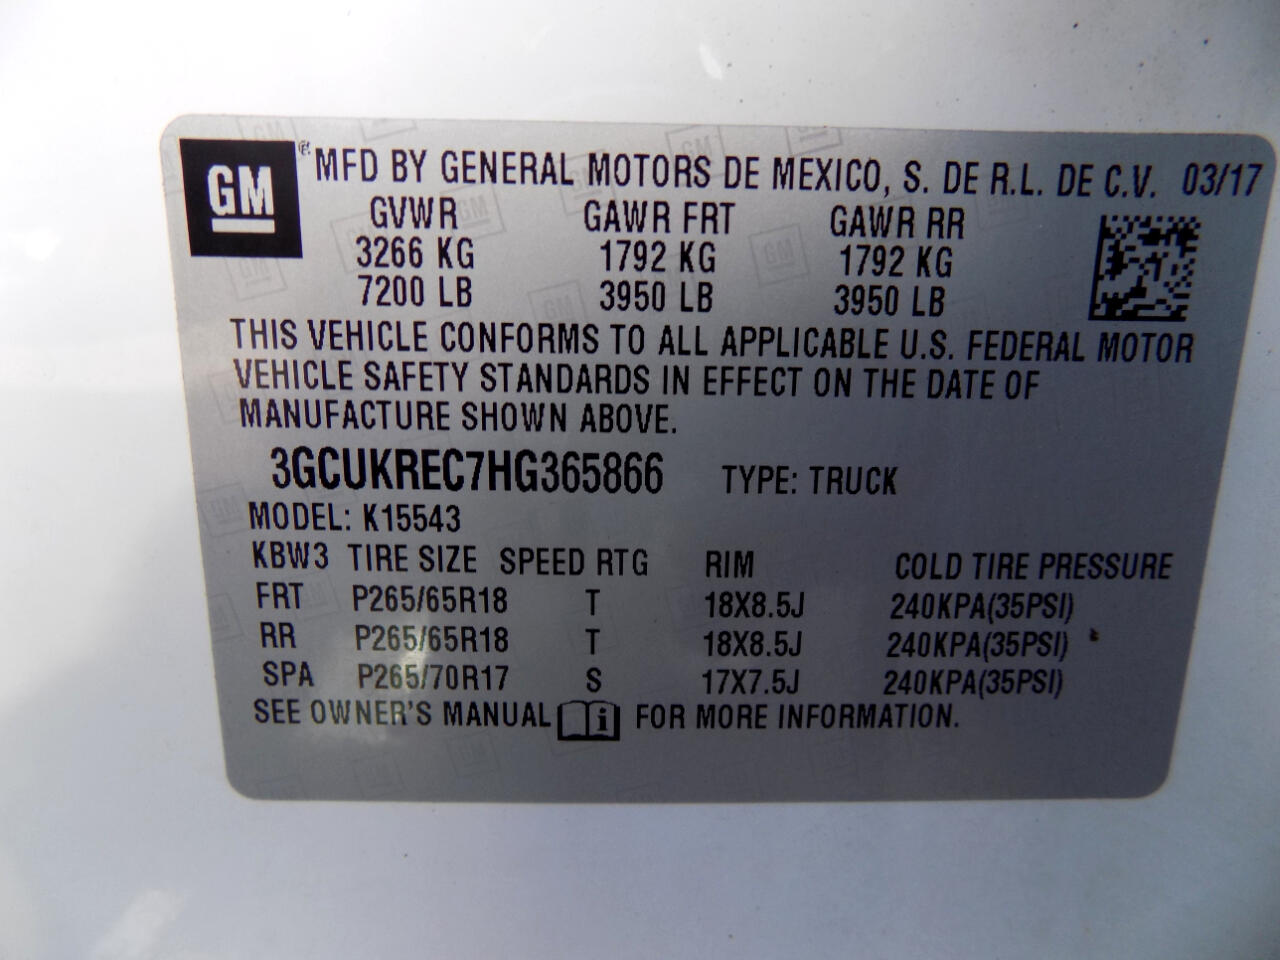 GM ® MFD BY GENERAL MOTORS DE MEXICO, S. DE R.L. DE C.V. 03/17
GVWR GAWR FRT GAWR RR
3266 KG 1792 KG 1792 KG
7200 LB 3950 LB 3950 LB
THIS VEHICLE CONFORMS TO ALL APPLICABLE U.S. FEDERAL MOTOR
VEHICLE SAFETY STANDARDS IN EFFECT ON THE DATE OF
MANUFACTURE SHOWN ABOVE.
3GCUKREC7HG365866 TYPE: TRUCK
MODEL: K15543
KBW3 TIRE SIZE SPEED RTG RIM COLD TIRE PRESSURE
FRT P265/65R18 T 18X8.5J 240KPA(35PSI)
RR P265/65R18 T 18X8.5J 240KPA(35PSI)
SPA P265/70R17 S 17X7.5J 240KPA(35PSI)
SEE OWNER'S MANUAL i FOR MORE INFORMATION.